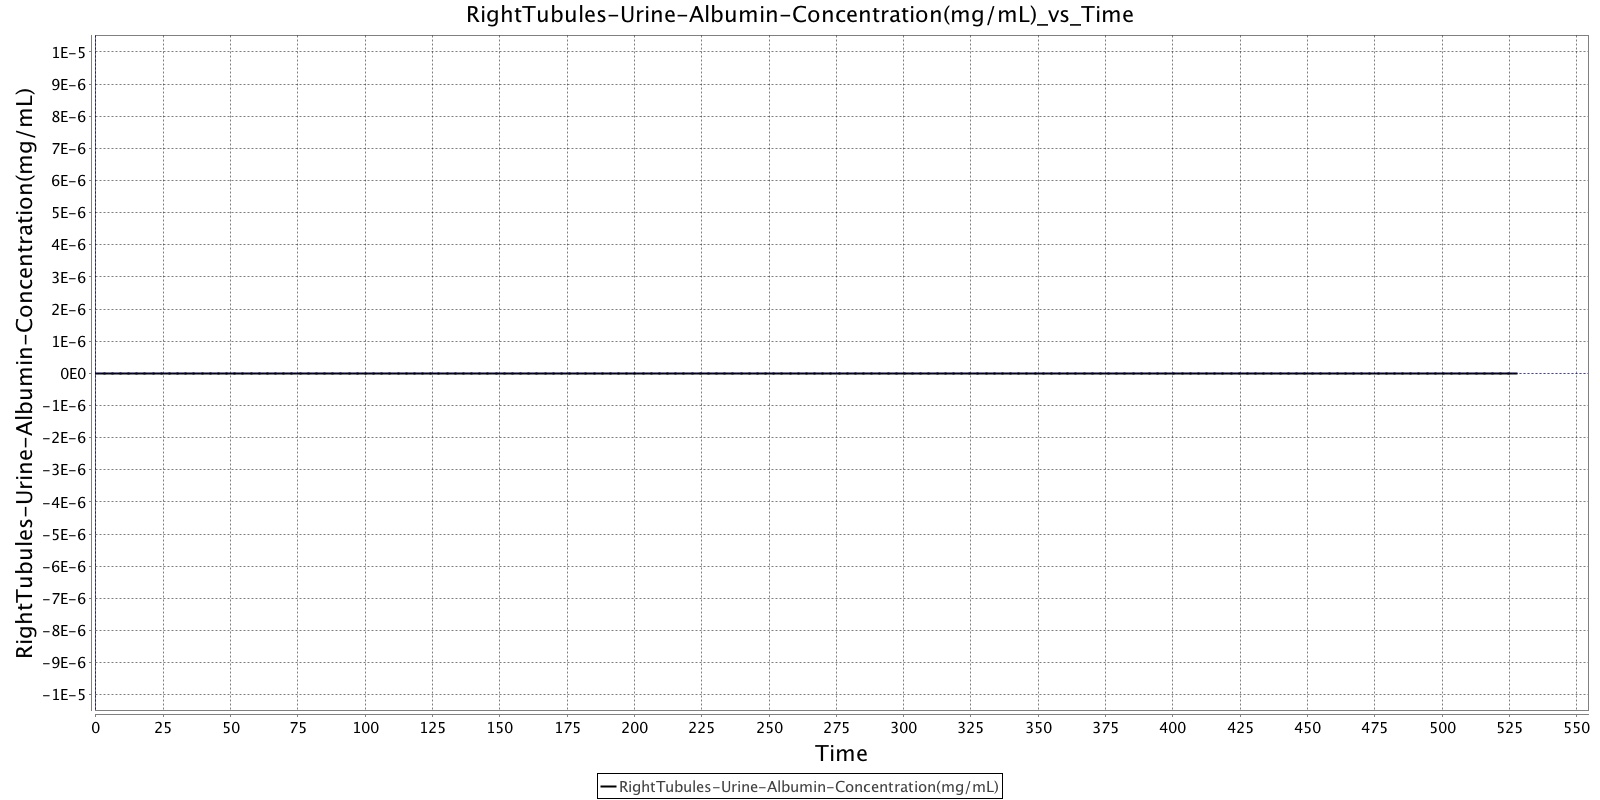 RightTubules-Urine-Albumin-Concentration(mg/mL)_vs_Time
RightTubules-Urine-Albumin-Concentration(mg/mL)
1E-5
9E-6
8E-6
7E-6
6E-6
5E-6
4E-6
3E-6
2E-6
1E-6
0E0
-1E-6
-2E-6
-3E-6
-4E-6
-5E-6
-6E-6
-7E-6
-8E-6
-9E-6
-1E-5
0 25 50 75 100 125 150 175 200 225 250 275 300 325 350 375 400 425 450 475 500 525 550
Time
RightTubules-Urine-Albumin-Concentration(mg/mL)